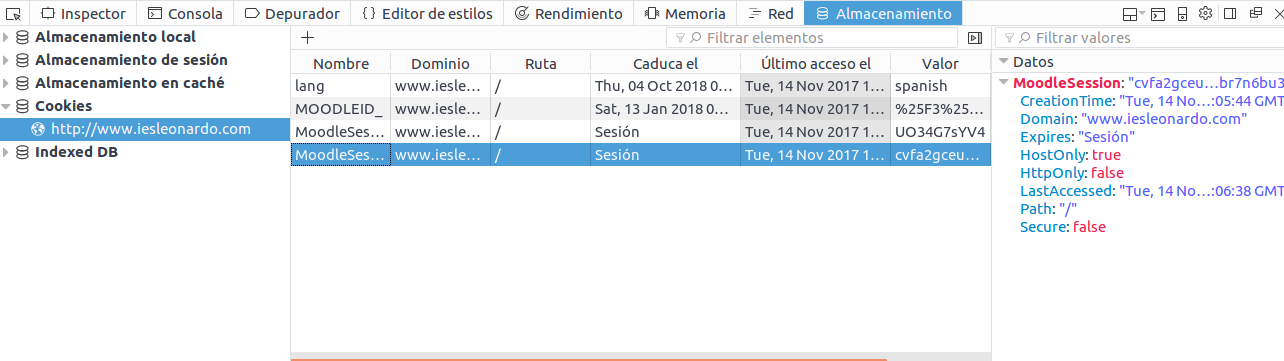 Inspector Consola Depurador {} Editor de estilos Rendimiento Memoria Red Almacenamiento
Almacenamiento local
Almacenamiento de sesión
Almacenamiento en caché
Cookies
http://www.iesleonardo.com
Indexed DB
+ Filtrar elementos
Nombre Dominio Ruta Caduca el Último acceso el Valor
lang www.iesle... / Thu, 04 Oct 2018 0... Tue, 14 Nov 2017 1... spanish
MOODLEID_ www.iesle... / Sat, 13 Jan 2018 0... Tue, 14 Nov 2017 1... %25F3%25...
MoodleSes... www.iesle... / Sesión Tue, 14 Nov 2017 1... UO34G7sYV4
MoodleSes... www.iesle... / Sesión Tue, 14 Nov 2017 1... cvfa2gceu...
Filtrar valores
Datos
MoodleSession: "cvfa2gceu...br7n6bu3
CreationTime: "Tue, 14 No...:05:44 GMT
Domain: "www.iesleonardo.com"
Expires: "Sesión"
HostOnly: true
HttpOnly: false
LastAccessed: "Tue, 14 No...:06:38 GMT
Path: "/"
Secure: false